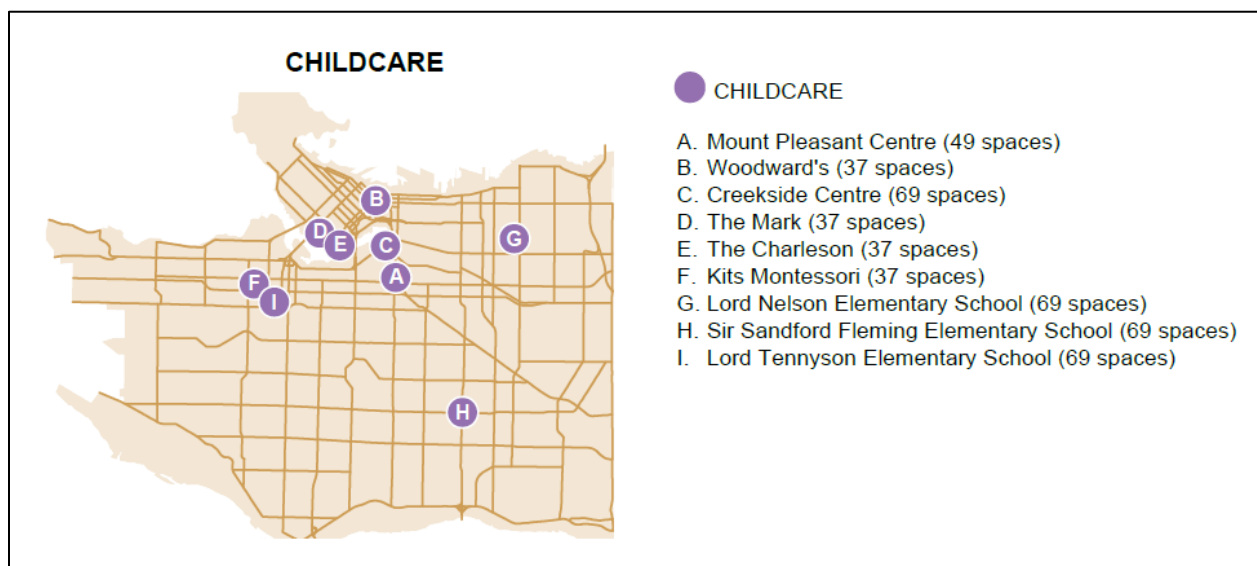 CHILDCARE
CHILDCARE
A. Mount Pleasant Centre (49 spaces)
B. Woodward's (37 spaces)
C. Creekside Centre (69 spaces)
D. The Mark (37 spaces)
E. The Charleson (37 spaces)
F. Kits Montessori (37 spaces)
G. Lord Nelson Elementary School (69 spaces)
H. Sir Sandford Fleming Elementary School (69 spaces)
I. Lord Tennyson Elementary School (69 spaces)
B
D
E
C
G
A
F
I
H